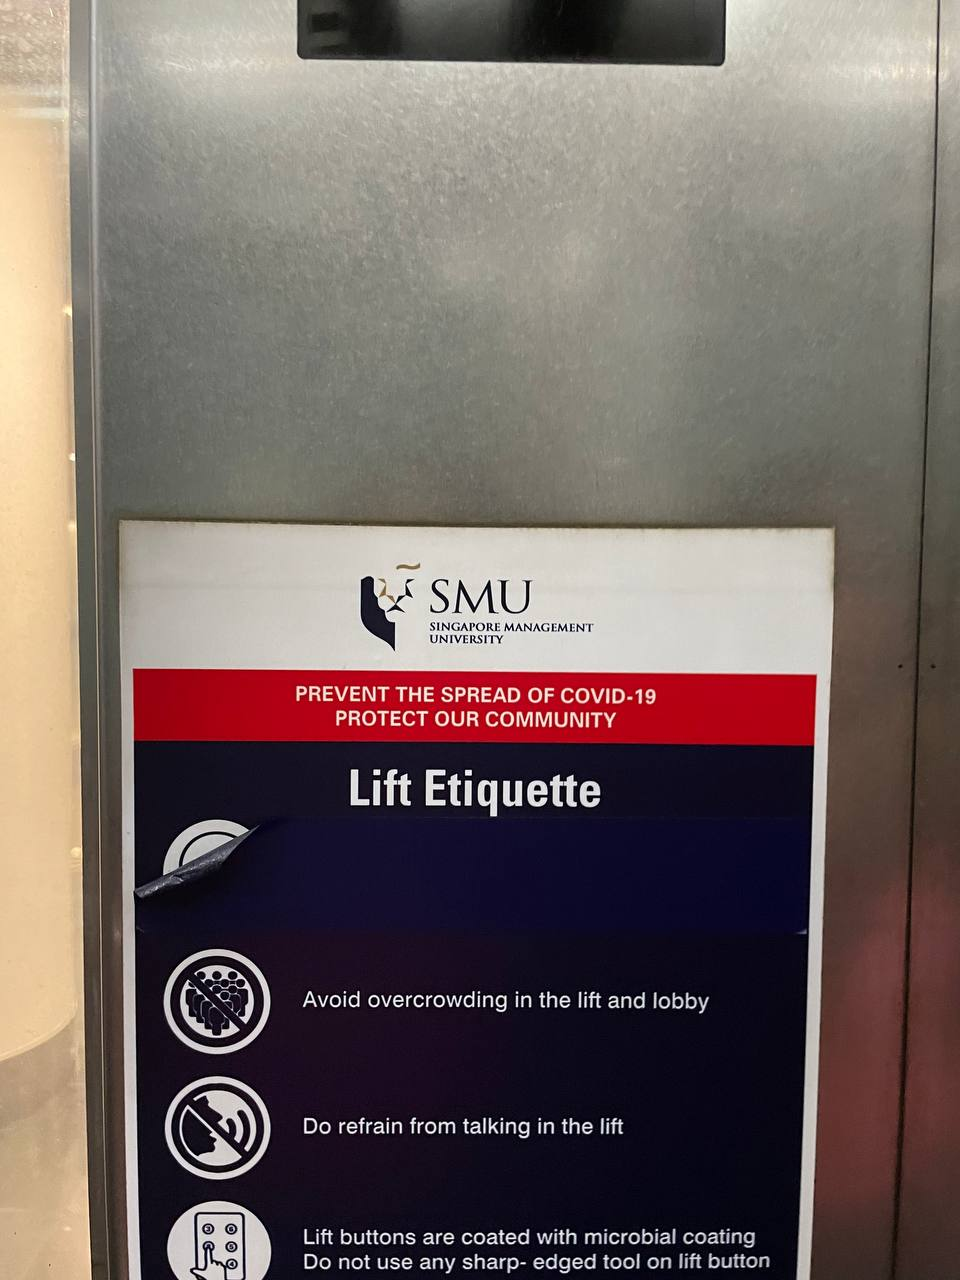 SMU
SINGAPORE MANAGEMENT
UNIVERSITY
PREVENT THE SPREAD OF COVID-19
PROTECT OUR COMMUNITY
Lift Etiquette
Avoid overcrowding in the lift and lobby
Do refrain from talking in the lift
Lift buttons are coated with microbial coating
Do not use any sharp- edged tool on lift button